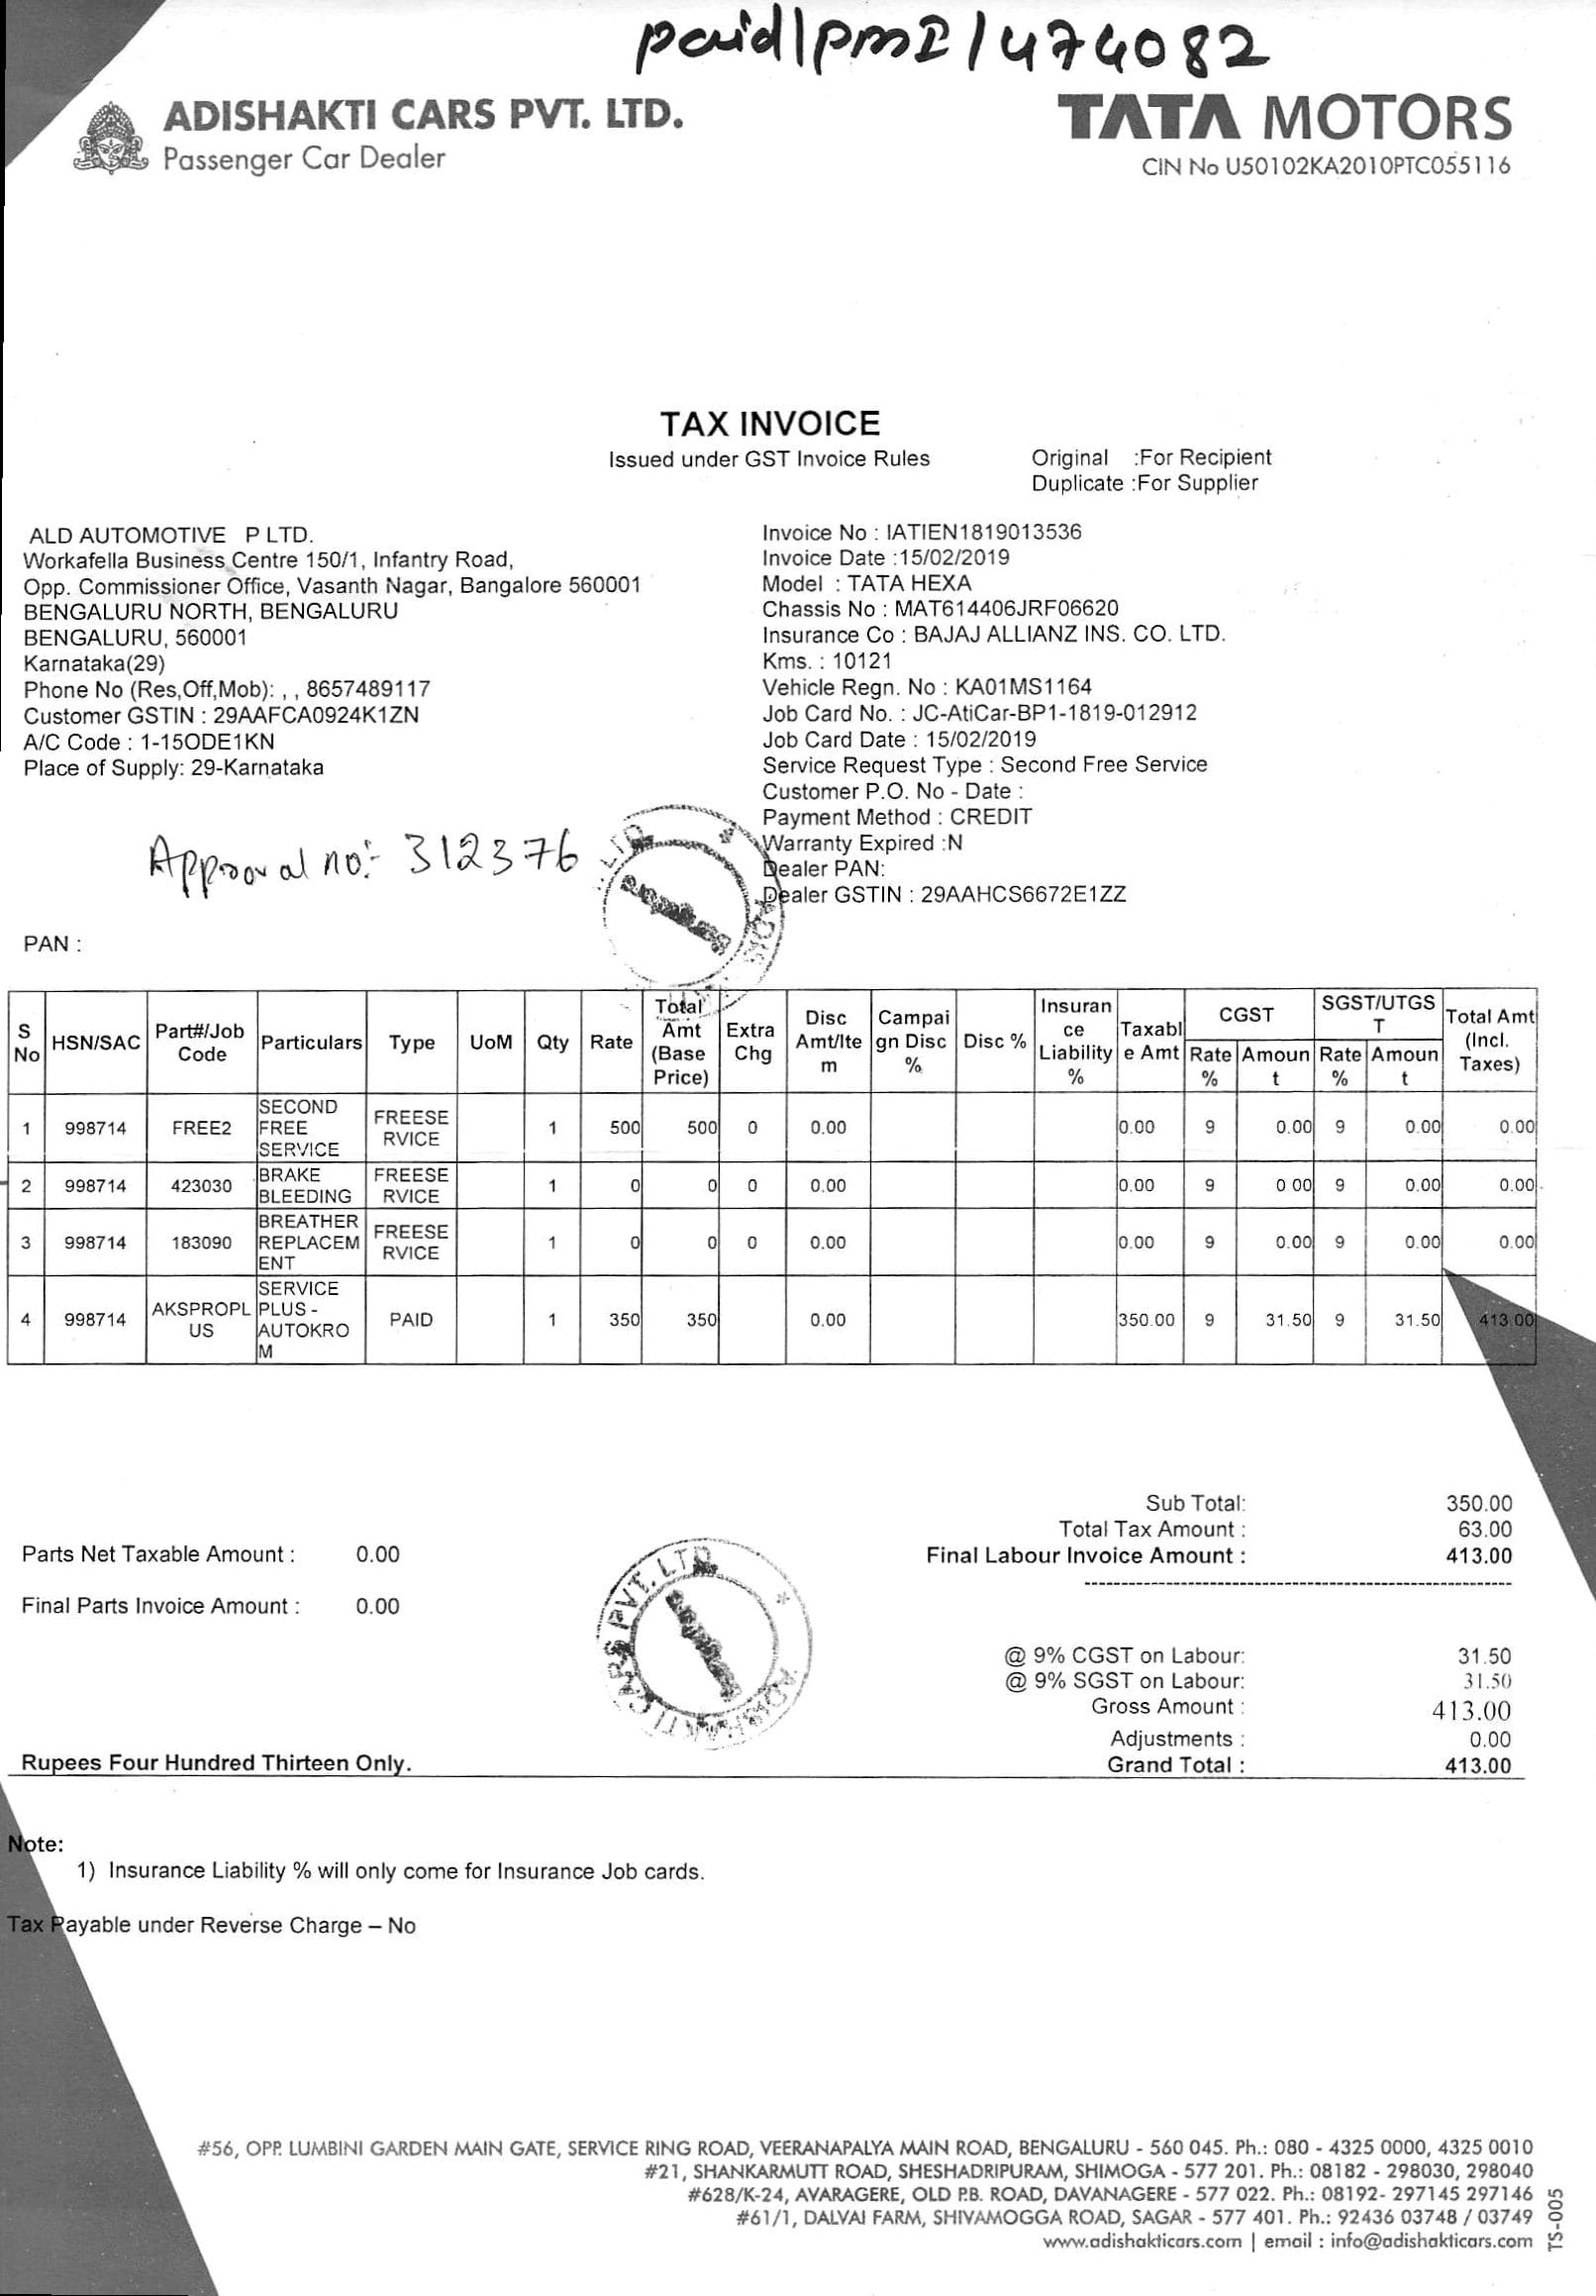 paid/pmI/474082
ADISHAKTI CARS PVT. LTD.
Passenger Car Dealer
TATA MOTORS
CIN No U50102KA2010PTC055116
TAX INVOICE
Issued under GST Invoice Rules
Original :For Recipient
Duplicate :For Supplier
ALD AUTOMOTIVE P LTD.
Workafella Business Centre 150/1, Infantry Road,
Opp. Commissioner Office, Vasanth Nagar, Bangalore 560001
BENGALURU NORTH, BENGALURU
BENGALURU, 560001
Karnataka(29)
Phone No (Res,Off,Mob): , , 8657489117
Customer GSTIN : 29AAFCA0924K1ZN
A/C Code : 1-15ODE1KN
Place of Supply: 29-Karnataka
Invoice No : IATIEN1819013536
Invoice Date :15/02/2019
Model : TATA HEXA
Chassis No : MAT614406JRF06620
Insurance Co : BAJAJ ALLIANZ INS. CO. LTD.
Kms. : 10121
Vehicle Regn. No : KA01MS1164
Job Card No. : JC-AtiCar-BP1-1819-012912
Job Card Date : 15/02/2019
Service Request Type : Second Free Service
Customer P.O. No - Date :
Payment Method : CREDIT
Warranty Expired :N
Dealer PAN:
Dealer GSTIN : 29AAHCS6672E1ZZ
Approval no:- 312376
PAN :
S No HSN/SAC Part#/Job Code Particulars Type UoM Qty Rate Total Amt (Base Price) Extra Chg Disc Amt/Item Campaign Disc % Disc % Insurance Liability % Taxable Amt CGST Rate % Amount SGST/UTGST Rate % Amount Total Amt (Incl. Taxes)
1 998714 FREE2 SECOND FREE SERVICE FREESERVICE 1 500 500 0 0.00 0.00 9 0.00 9 0.00 0.00
2 998714 423030 BRAKE BLEEDING FREESERVICE 1 0 0 0 0.00 0.00 9 0 00 9 0.00 0.00
3 998714 183090 BREATHER REPLACEMENT FREESERVICE 1 0 0 0 0.00 0.00 9 0.00 9 0.00 0.00
4 998714 AKSPROPLUS SERVICE PLUS - AUTOKROM PAID 1 350 350 0.00 350.00 9 31.50 9 31.50 413.00
Sub Total: 350.00
Total Tax Amount : 63.00
Final Labour Invoice Amount : 413.00
Parts Net Taxable Amount : 0.00
Final Parts Invoice Amount : 0.00
ADISHAKTI CARS PVT. LTD.
@ 9% CGST on Labour: 31.50
@ 9% SGST on Labour: 31.50
Gross Amount : 413.00
Adjustments : 0.00
Grand Total : 413.00
Rupees Four Hundred Thirteen Only.
Note:
1) Insurance Liability % will only come for Insurance Job cards.
Tax Payable under Reverse Charge – No
#56, OPP. LUMBINI GARDEN MAIN GATE, SERVICE RING ROAD, VEERANAPALYA MAIN ROAD, BENGALURU - 560 045. Ph.: 080 - 4325 0000, 4325 0010
#21, SHANKARMUTT ROAD, SHESHADRIPURAM, SHIMOGA - 577 201. Ph.: 08182 - 298030, 298040
#628/K-24, AVARAGERE, OLD P.B. ROAD, DAVANAGERE - 577 022. Ph.: 08192- 297145 297146
#61/1, DALVAI FARM, SHIVAMOGGA ROAD, SAGAR - 577 401. Ph.: 92436 03748 / 03749
www.adishakticars.com | email : info@adishakticars.com
TS-005